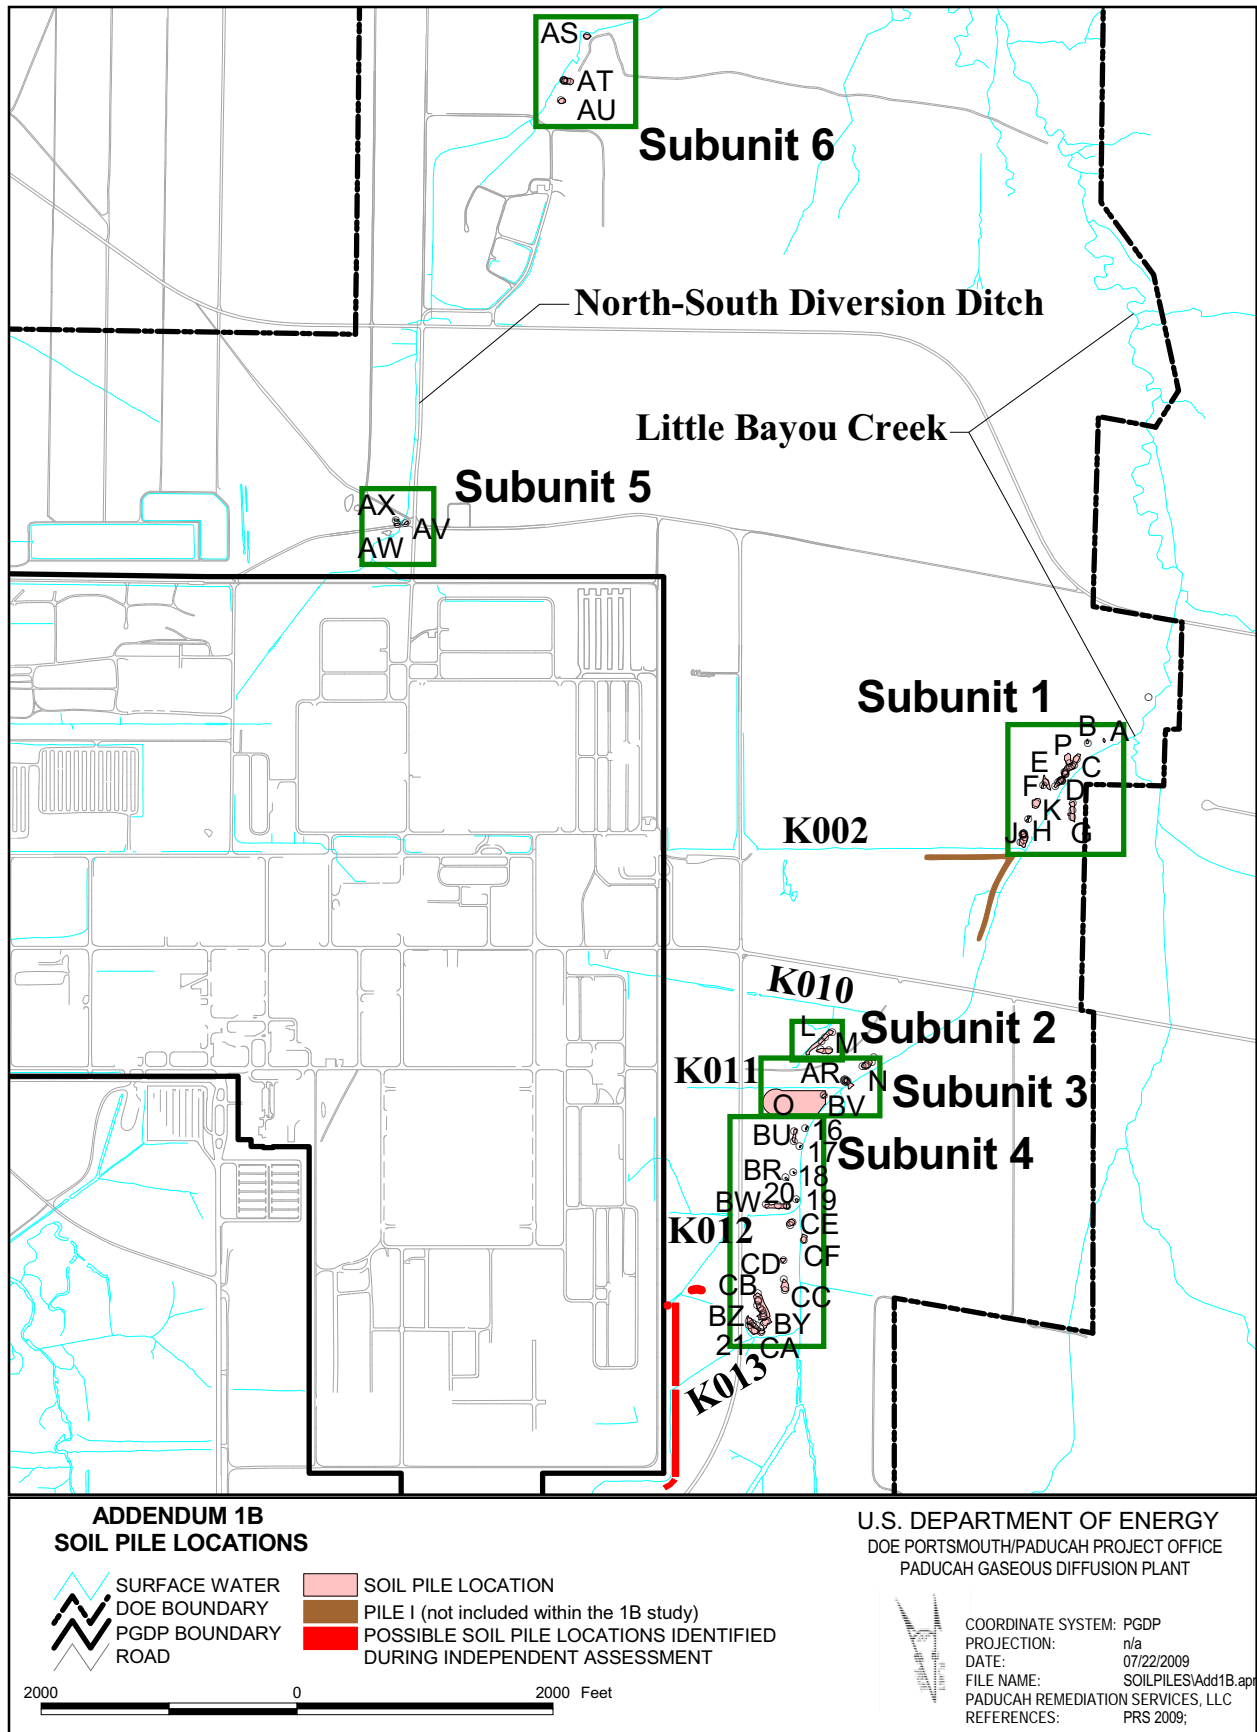 AS
AT
AU
Subunit 6
North-South Diversion Ditch
Little Bayou Creek
Subunit 5
AX
AV
AW
Subunit 1
B
A
P
E
C
F
D
K
J
H
G
K002
K010
L
Subunit 2
M
K011
AR
N
Subunit 3
O
BV
BU
16
17
Subunit 4
BR
18
20
BW
19
K012
CE
CF
CD
CB
CC
BZ
BY
21
CA
K013
ADDENDUM 1B
SOIL PILE LOCATIONS
SURFACE WATER
DOE BOUNDARY
PGDP BOUNDARY
ROAD
SOIL PILE LOCATION
PILE I (not included within the 1B study)
POSSIBLE SOIL PILE LOCATIONS IDENTIFIED
DURING INDEPENDENT ASSESSMENT
2000 0 2000 Feet
U.S. DEPARTMENT OF ENERGY
DOE PORTSMOUTH/PADUCAH PROJECT OFFICE
PADUCAH GASEOUS DIFFUSION PLANT
COORDINATE SYSTEM: PGDP
PROJECTION: n/a
DATE: 07/22/2009
FILE NAME: SOILPILES\Add1B.apr
PADUCAH REMEDIATION SERVICES, LLC
REFERENCES: PRS 2009;